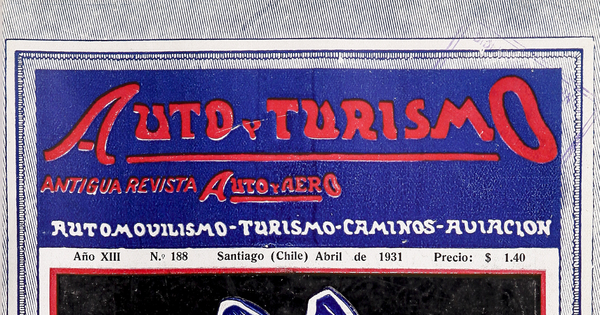 AUTO Y TURISMO
ANTIGUA REVISTA AUTO Y AERO
AUTOMOVILISMO-TURISMO-CAMINOS-AVIACION
Año XIII N.º 188 Santiago (Chile) Abril de 1931 Precio: $ 1.40